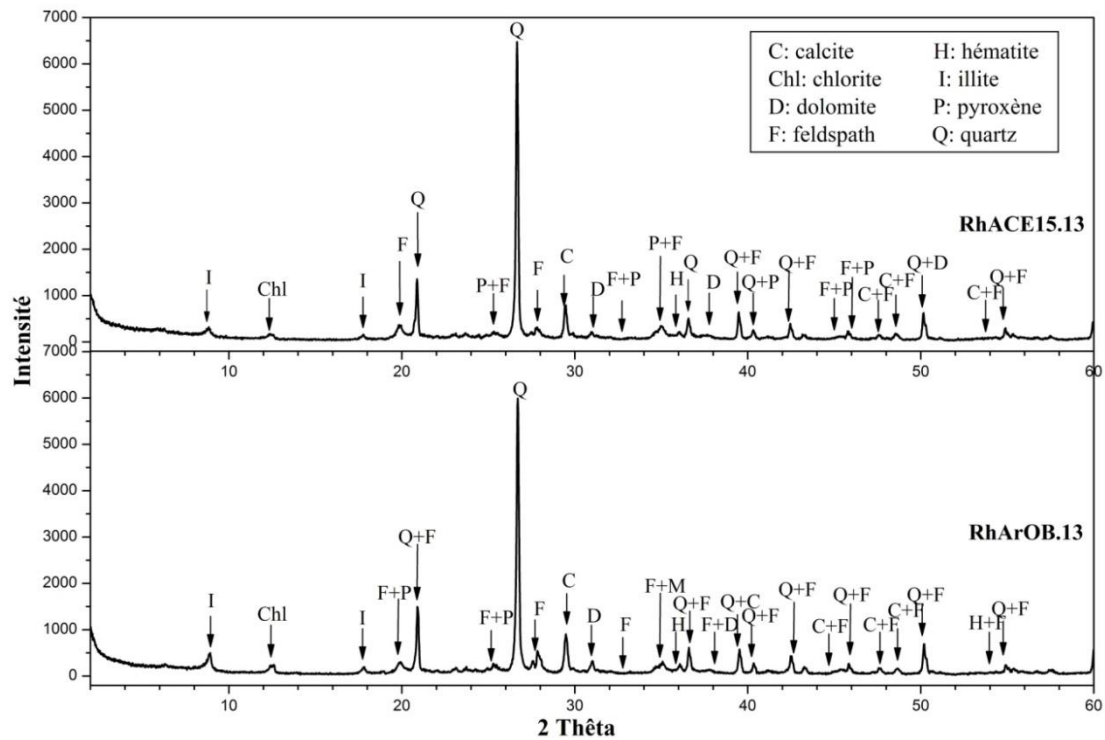 7000
6000
5000
4000
3000
2000
1000
0
Q
C: calcite H: hématite
Chl: chlorite I: illite
D: dolomite P: pyroxène
F: feldspath Q: quartz
RhACE15.13
I
Chl
I
F
Q
P+F
F
C
D
F+P
P+F
H
Q
D
Q+F
Q+P
Q+F
F+P
F+P
C+F
C+F
Q+D
C+F
Q+F
10 20 30 40 50 60
Intensité
7000
6000
5000
4000
3000
2000
1000
0
Q
RhArOB.13
I
Chl
I
F+P
Q+F
F+P
F
C
D
F
F+M
H
Q+F
F+D
Q+C
Q+F
Q+F
C+F
Q+F
C+F
C+F
Q+F
H+F
Q+F
10 20 30 40 50 60
2 Thêta